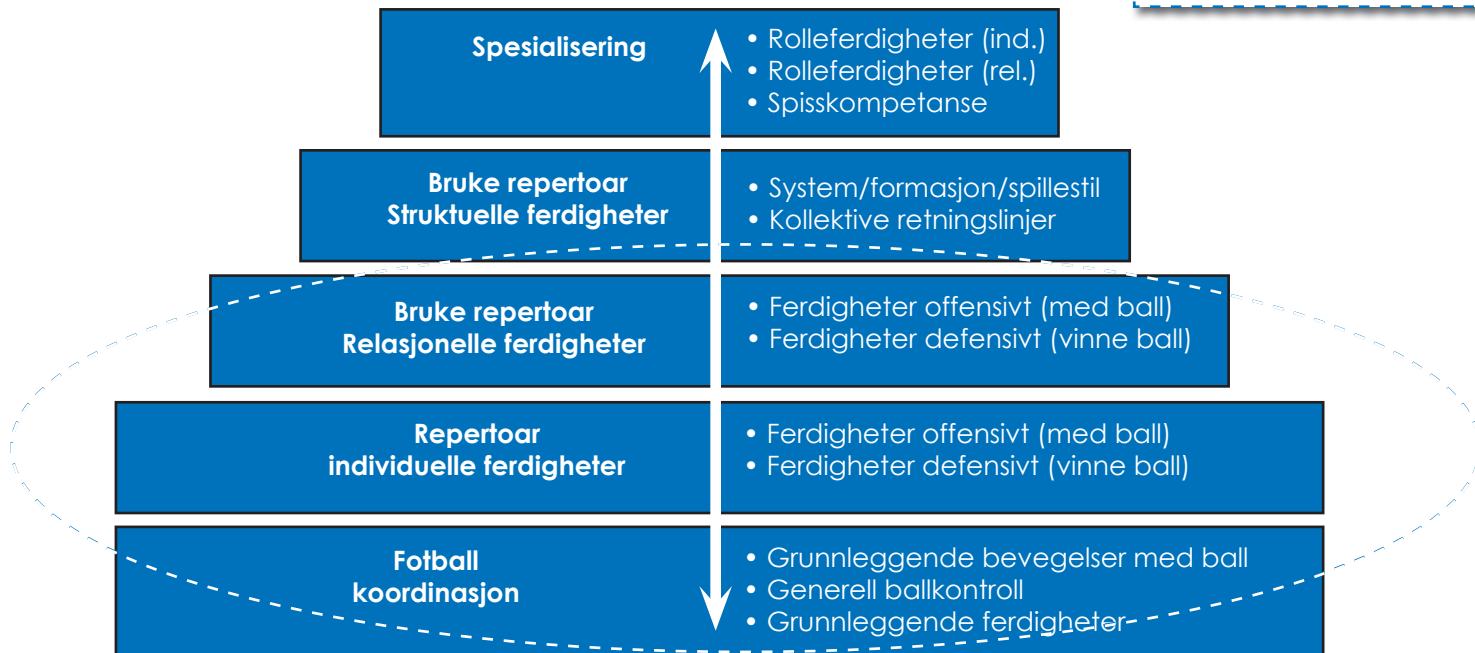 Spesialisering
• Rolleferdigheter (ind.)
• Rolleferdigheter (rel.)
• Spisskompetanse
Bruke repertoar
Struktuelle ferdigheter
• System/formasjon/spillestil
• Kollektive retningslinjer
Bruke repertoar
Relasjonelle ferdigheter
• Ferdigheter offensivt (med ball)
• Ferdigheter defensivt (vinne ball)
Repertoar
individuelle ferdigheter
• Ferdigheter offensivt (med ball)
• Ferdigheter defensivt (vinne ball)
Fotball
koordinasjon
• Grunnleggende bevegelser med ball
• Generell ballkontroll
• Grunnleggende ferdigheter